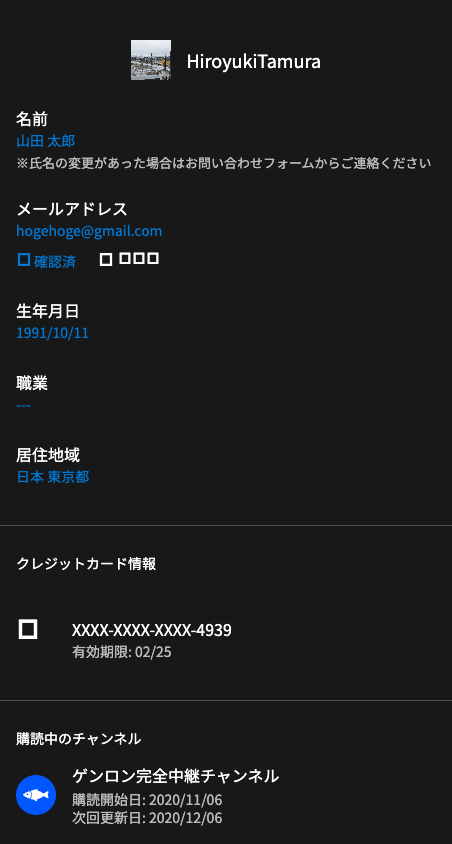 HiroyukiTamura
名前
山田 太郎
※氏名の変更があった場合はお問い合わせフォームからご連絡ください
メールアドレス
hogehoge@gmail.com
確認済
生年月日
1991/10/11
職業
---
居住地域
日本 東京都
クレジットカード情報
XXXX-XXXX-XXXX-4939
有効期限: 02/25
購読中のチャンネル
ゲンロン完全中継チャンネル
購読開始日: 2020/11/06
次回更新日: 2020/12/06